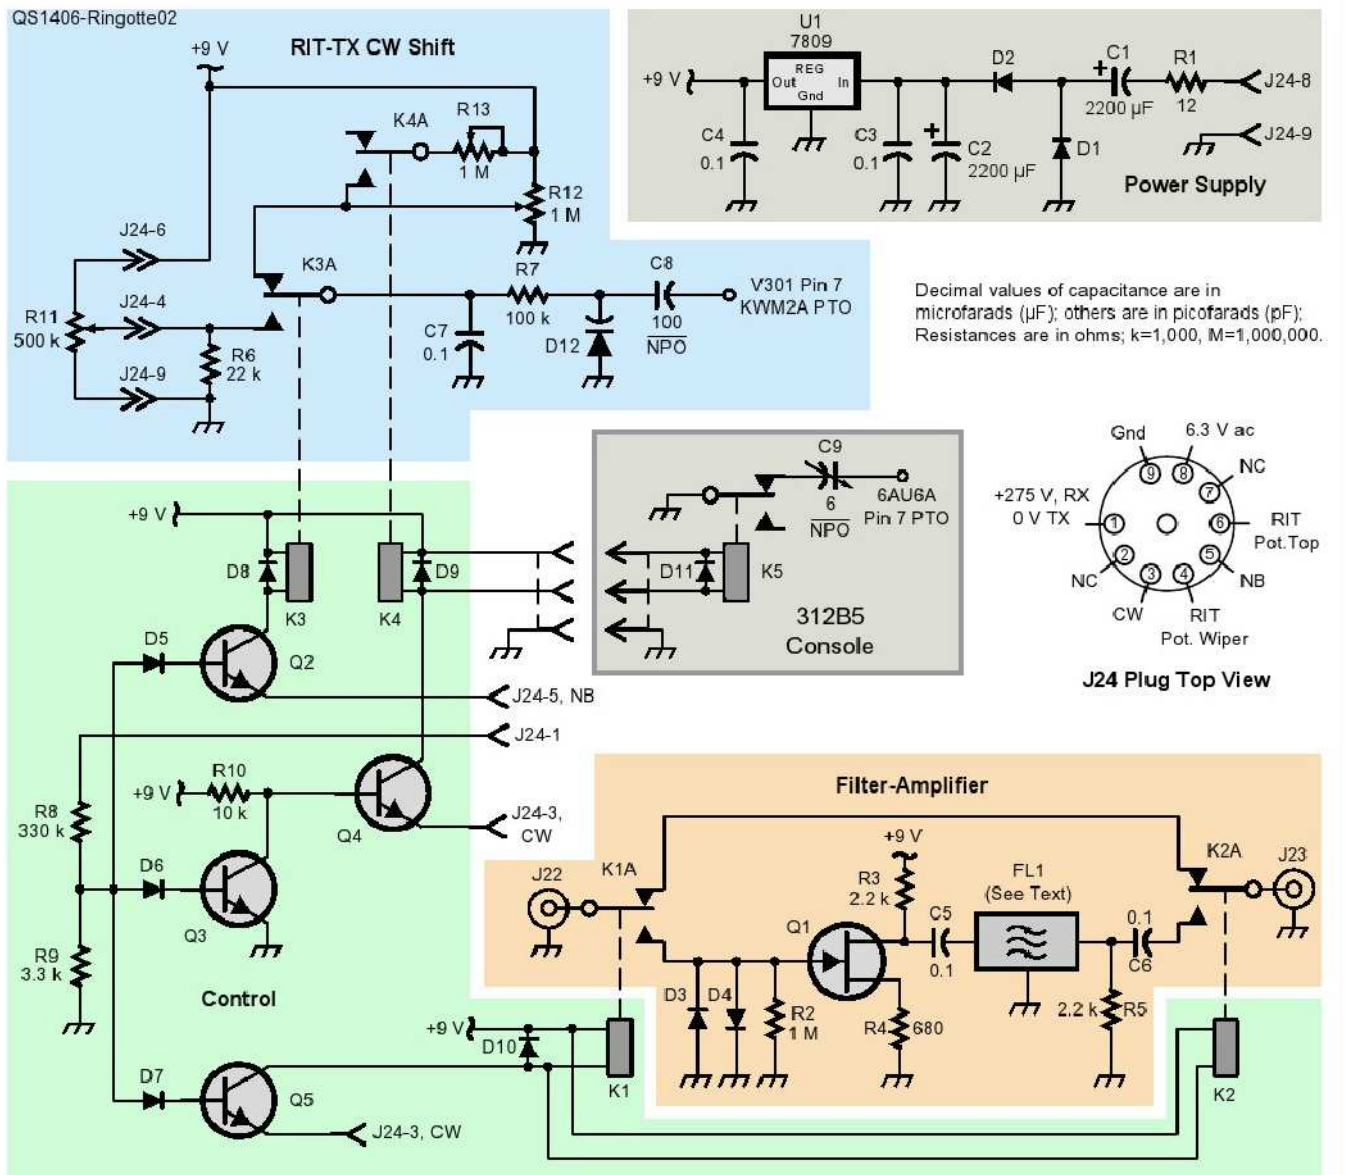 QS1406-Ringotte02
RIT-TX CW Shift
+9 V
K4A
R13
1 M
R12
1 M
J24-6
K3A
R7
100 k
C8
100
NPO
V301 Pin 7
KWM2A PTO
R11
500 k
J24-4
R6
22 k
J24-9
C7
0.1
D12
U1
7809
REG
Out
In
Gnd
+9 V
D2
C1
+
2200 µF
R1
12
J24-8
J24-9
C4
0.1
C3
0.1
+
C2
2200 µF
D1
Power Supply
Decimal values of capacitance are in
microfarads (µF); others are in picofarads (pF);
Resistances are in ohms; k=1,000, M=1,000,000.
Gnd
6.3 V ac
NC
+275 V, RX
0 V TX
RIT
Pot.Top
NC
NB
CW
RIT
Pot. Wiper
1
2
3
4
5
6
7
8
9
J24 Plug Top View
C9
6
NPO
6AU6A
Pin 7 PTO
D11
K5
312B5
Console
+9 V
D8
K3
K4
D9
D5
Q2
J24-5, NB
J24-1
R10
+9 V
10 k
Q4
J24-3,
CW
R8
330 k
D6
Q3
R9
3.3 k
Control
D7
Q5
J24-3, CW
+9 V
D10
K1
K2
Filter-Amplifier
J22
K1A
+9 V
R3
2.2 k
Q1
C5
0.1
FL1
(See Text)
0.1
C6
K2A
J23
D3
D4
R2
1 M
R4
680
2.2 k
R5